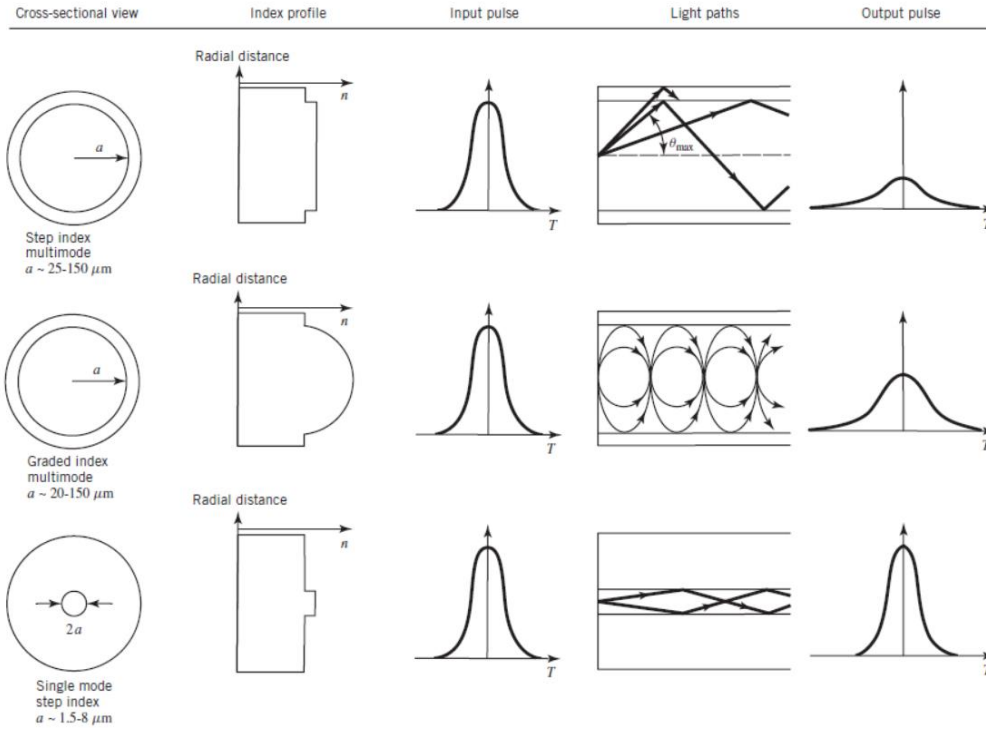 Cross-sectional view Index profile Input pulse Light paths Output pulse
Radial distance
n
a
θmax
T
T
Step index
multimode
a ~ 25-150 μm
Radial distance
n
a
T
T
Graded index
multimode
a ~ 20-150 μm
Radial distance
n
2a
T
T
Single mode
step index
a ~ 1.5-8 μm